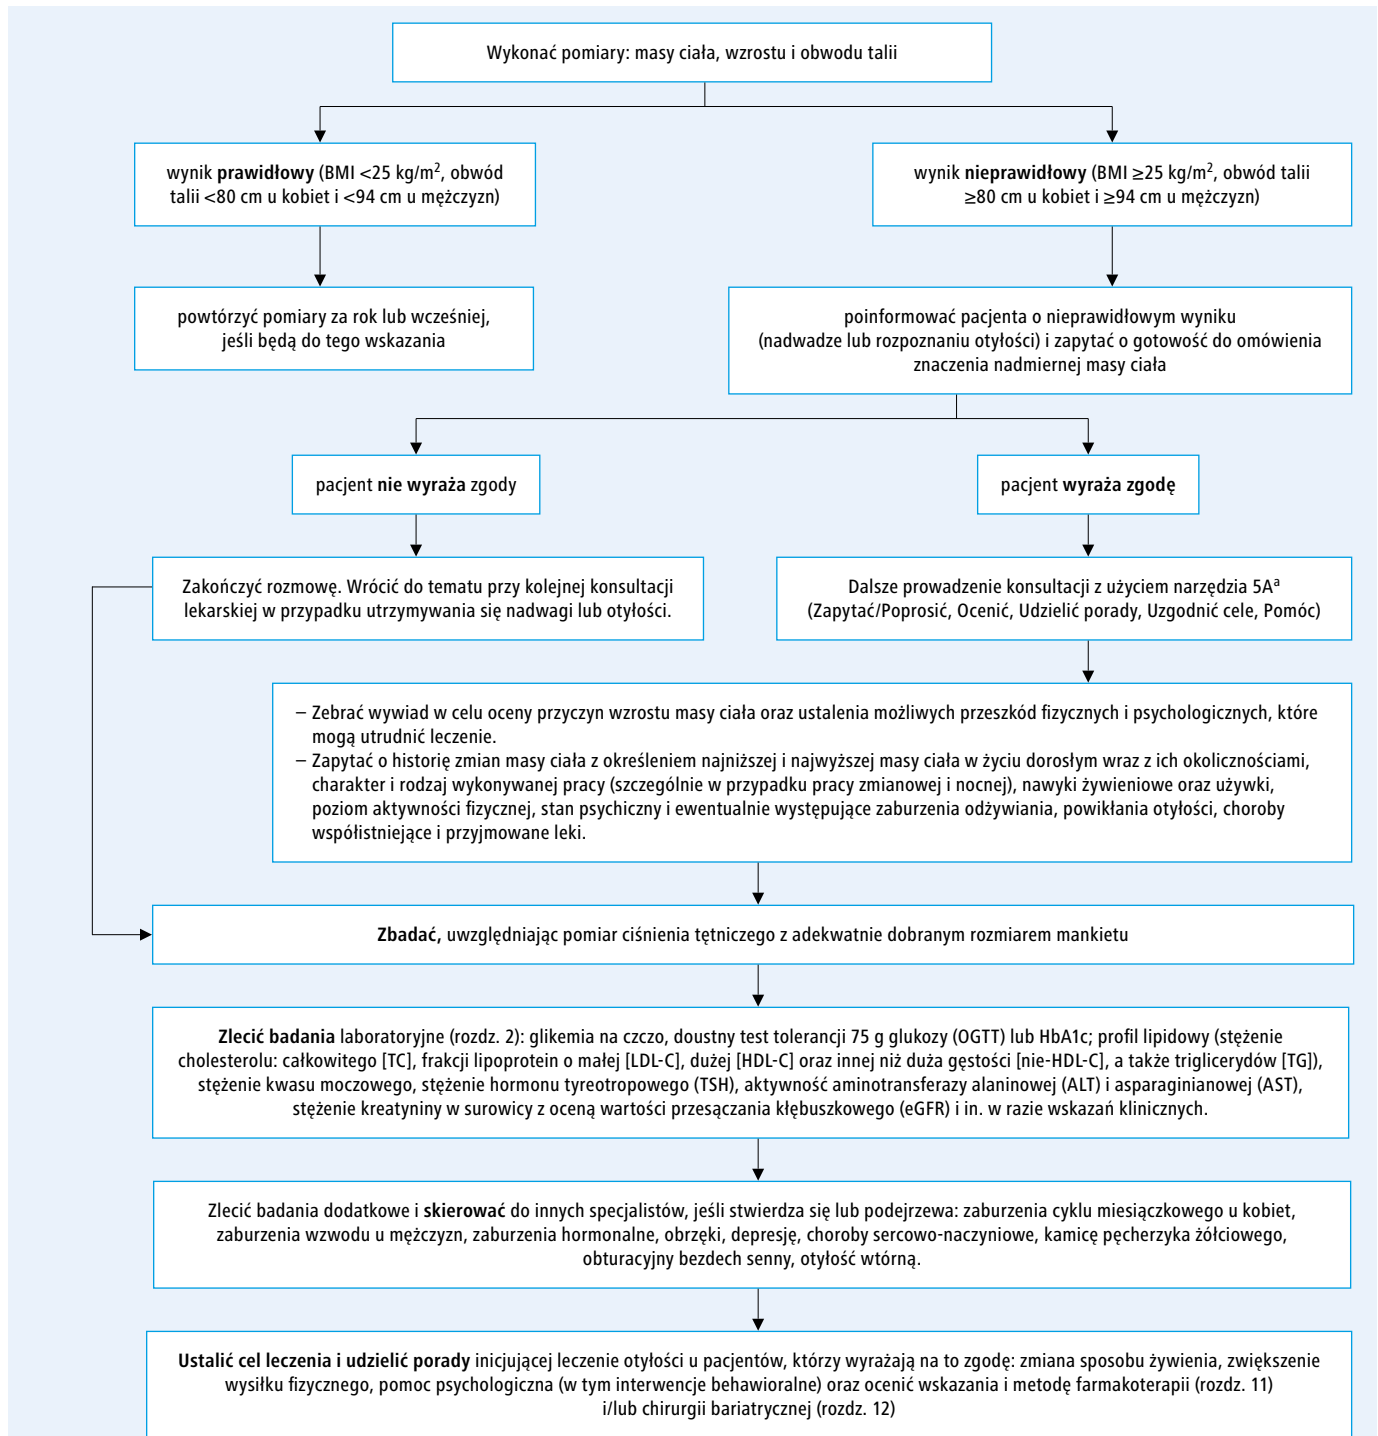 Wykonać pomiary: masy ciała, wzrostu i obwodu talii
wynik prawidłowy (BMI <25 kg/m², obwód
talii <80 cm u kobiet i <94 cm u mężczyzn)
wynik nieprawidłowy (BMI ≥25 kg/m², obwód talii
≥80 cm u kobiet i ≥94 cm u mężczyzn)
powtórzyć pomiary za rok lub wcześniej,
jeśli będą do tego wskazania
poinformować pacjenta o nieprawidłowym wyniku
(nadwadze lub rozpoznaniu otyłości) i zapytać o gotowość do omówienia
znaczenia nadmiernej masy ciała
pacjent nie wyraża zgody
pacjent wyraża zgodę
Zakończyć rozmowę. Wrócić do tematu przy kolejnej konsultacji
lekarskiej w przypadku utrzymywania się nadwagi lub otyłości.
Dalsze prowadzenie konsultacji z użyciem narzędzia 5Aᵃ
(Zapytać/Poprosić, Ocenić, Udzielić porady, Uzgodnić cele, Pomóc)
– Zebrać wywiad w celu oceny przyczyn wzrostu masy ciała oraz ustalenia możliwych przeszkód fizycznych i psychologicznych, które
mogą utrudnić leczenie.
– Zapytać o historię zmian masy ciała z określeniem najniższej i najwyższej masy ciała w życiu dorosłym wraz z ich okolicznościami,
charakter i rodzaj wykonywanej pracy (szczególnie w przypadku pracy zmianowej i nocnej), nawyki żywieniowe oraz używki,
poziom aktywności fizycznej, stan psychiczny i ewentualnie występujące zaburzenia odżywiania, powikłania otyłości, choroby
współistniejące i przyjmowane leki.
Zbadać, uwzględniając pomiar ciśnienia tętniczego z adekwatnie dobranym rozmiarem mankietu
Zlecić badania laboratoryjne (rozdz. 2): glikemia na czczo, doustny test tolerancji 75 g glukozy (OGTT) lub HbA1c; profil lipidowy (stężenie
cholesterolu: całkowitego [TC], frakcji lipoprotein o małej [LDL-C], dużej [HDL-C] oraz innej niż duża gęstości [nie-HDL-C], a także triglicerydów [TG]),
stężenie kwasu moczowego, stężenie hormonu tyreotropowego (TSH), aktywność aminotransferazy alaninowej (ALT) i asparaginianowej (AST),
stężenie kreatyniny w surowicy z oceną wartości przesączania kłębuszkowego (eGFR) i in. w razie wskazań klinicznych.
Zlecić badania dodatkowe i skierować do innych specjalistów, jeśli stwierdza się lub podejrzewa: zaburzenia cyklu miesiączkowego u kobiet,
zaburzenia wzwodu u mężczyzn, zaburzenia hormonalne, obrzęki, depresję, choroby sercowo-naczyniowe, kamicę pęcherzyka żółciowego,
obturacyjny bezdech senny, otyłość wtórną.
Ustalić cel leczenia i udzielić porady inicjującej leczenie otyłości u pacjentów, którzy wyrażają na to zgodę: zmiana sposobu żywienia, zwiększenie
wysiłku fizycznego, pomoc psychologiczna (w tym interwencje behawioralne) oraz ocenić wskazania i metodę farmakoterapii (rozdz. 11)
i/lub chirurgii bariatrycznej (rozdz. 12)